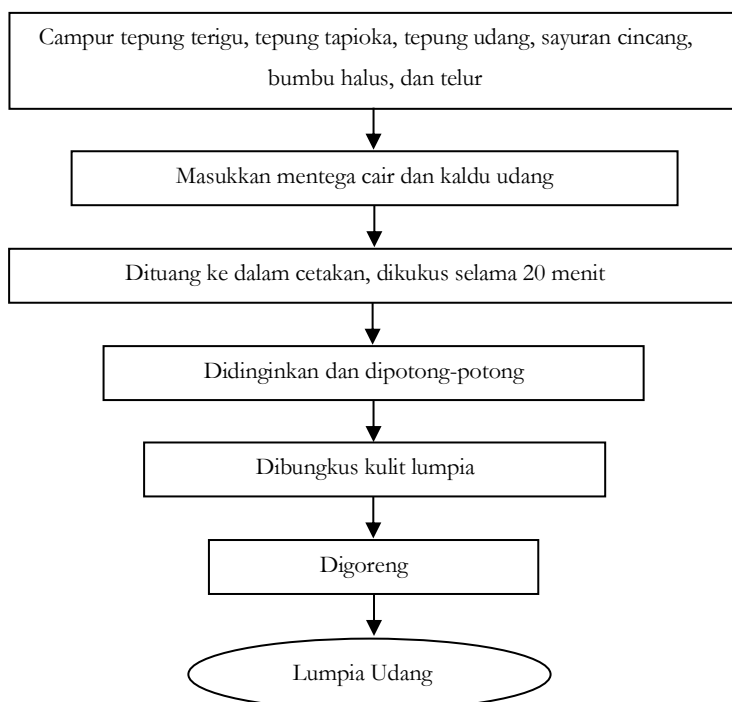 Campur tepung terigu, tepung tapioka, tepung udang, sayuran cincang,
bumbu halus, dan telur
Masukkan mentega cair dan kaldu udang
Dituang ke dalam cetakan, dikukus selama 20 menit
Didinginkan dan dipotong-potong
Dibungkus kulit lumpia
Digoreng
Lumpia Udang